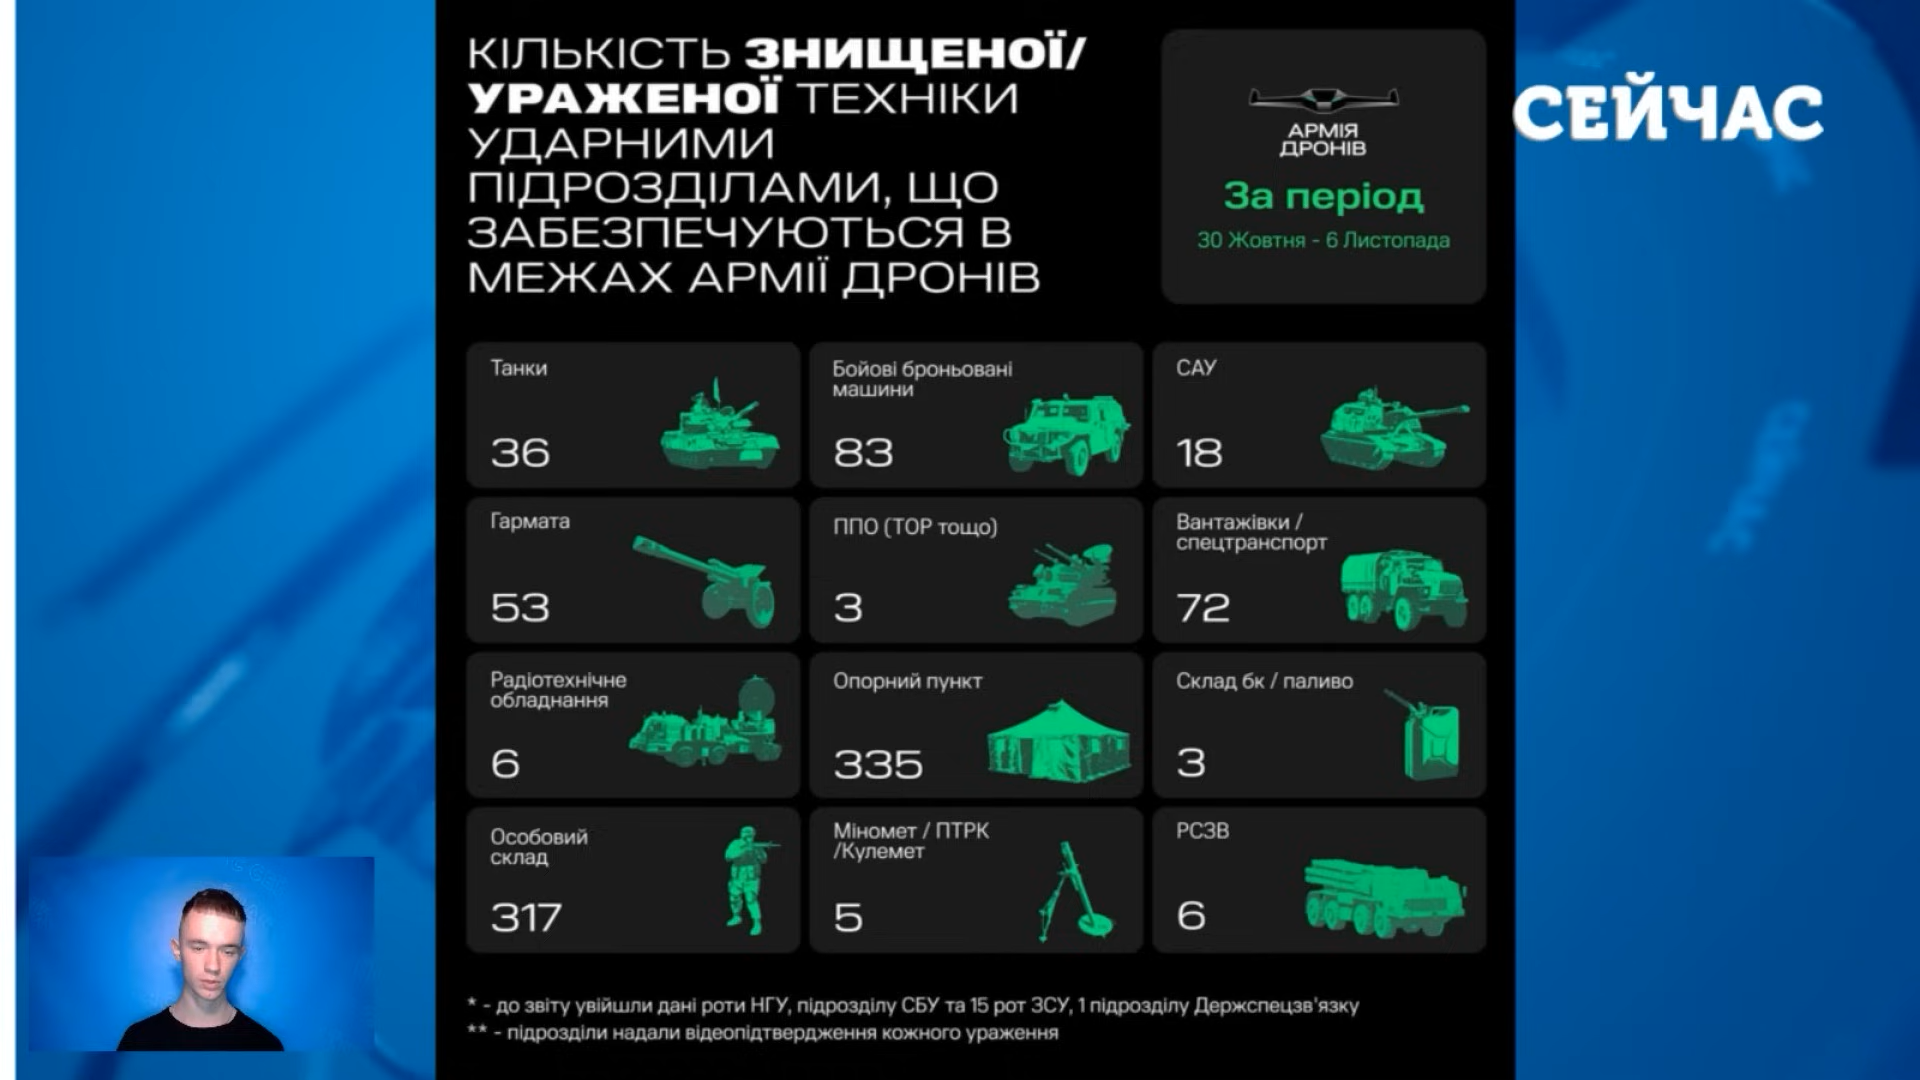 КІЛЬКІСТЬ ЗНИЩЕНОЇ/
УРАЖЕНОЇ ТЕХНІКИ
УДАРНИМИ
ПІДРОЗДІЛАМИ, ЩО
ЗАБЕЗПЕЧУЮТЬСЯ В
МЕЖАХ АРМІЇ ДРОНІВ
АРМІЯ
ДРОНІВ
За період
30 Жовтня - 6 Листопада
СЕЙЧАС
Танки
36
Бойові броньовані
машини
83
САУ
18
Гармата
53
ППО (ТОР тощо)
3
Вантажівки /
спецтранспорт
72
Радіотехнічне
обладнання
6
Опорний пункт
335
Склад бк / паливо
3
Особовий
склад
317
Міномет / ПТРК
/Кулемет
5
РСЗВ
6
* - до звіту увійшли дані роти НГУ, підрозділу СБУ та 15 рот ЗСУ, 1 підрозділу Держспецзв'язку
** - підрозділи надали відеопідтвердження кожного ураження